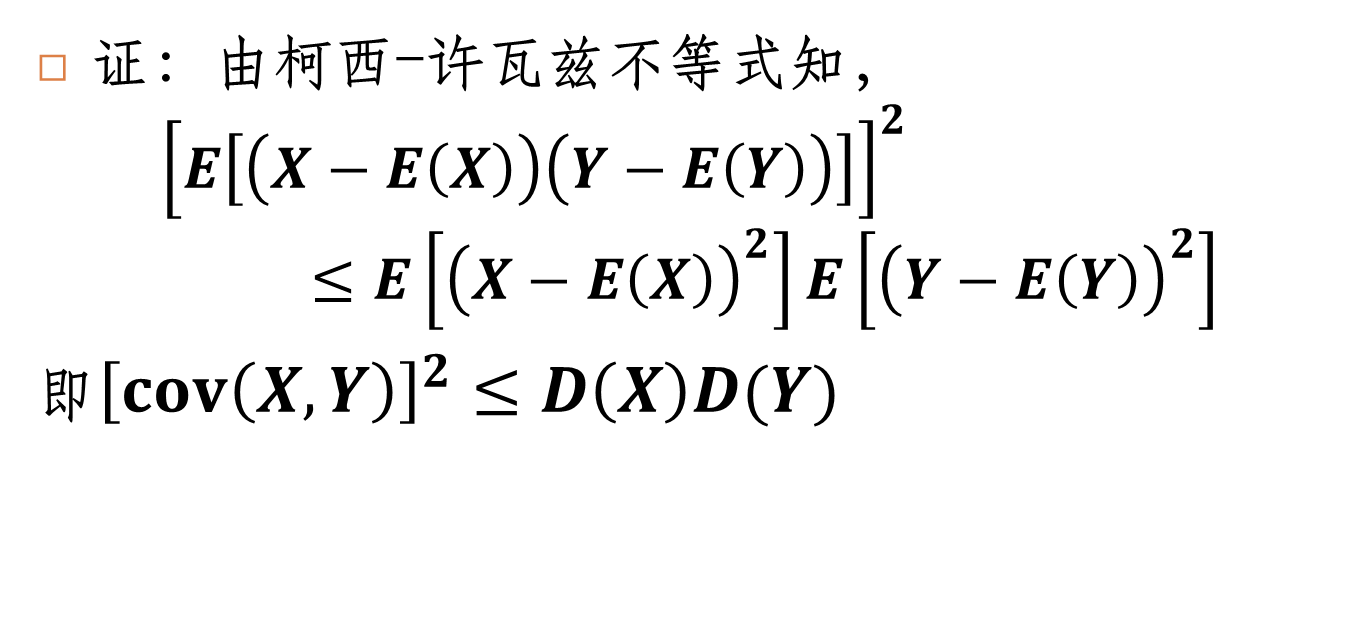 □ 证：由柯西-许瓦兹不等式知，
[E[(X − E(X))(Y − E(Y))]]²
≤ E[(X − E(X))²] E[(Y − E(Y))²]
即[cov(X, Y)]² ≤ D(X)D(Y)